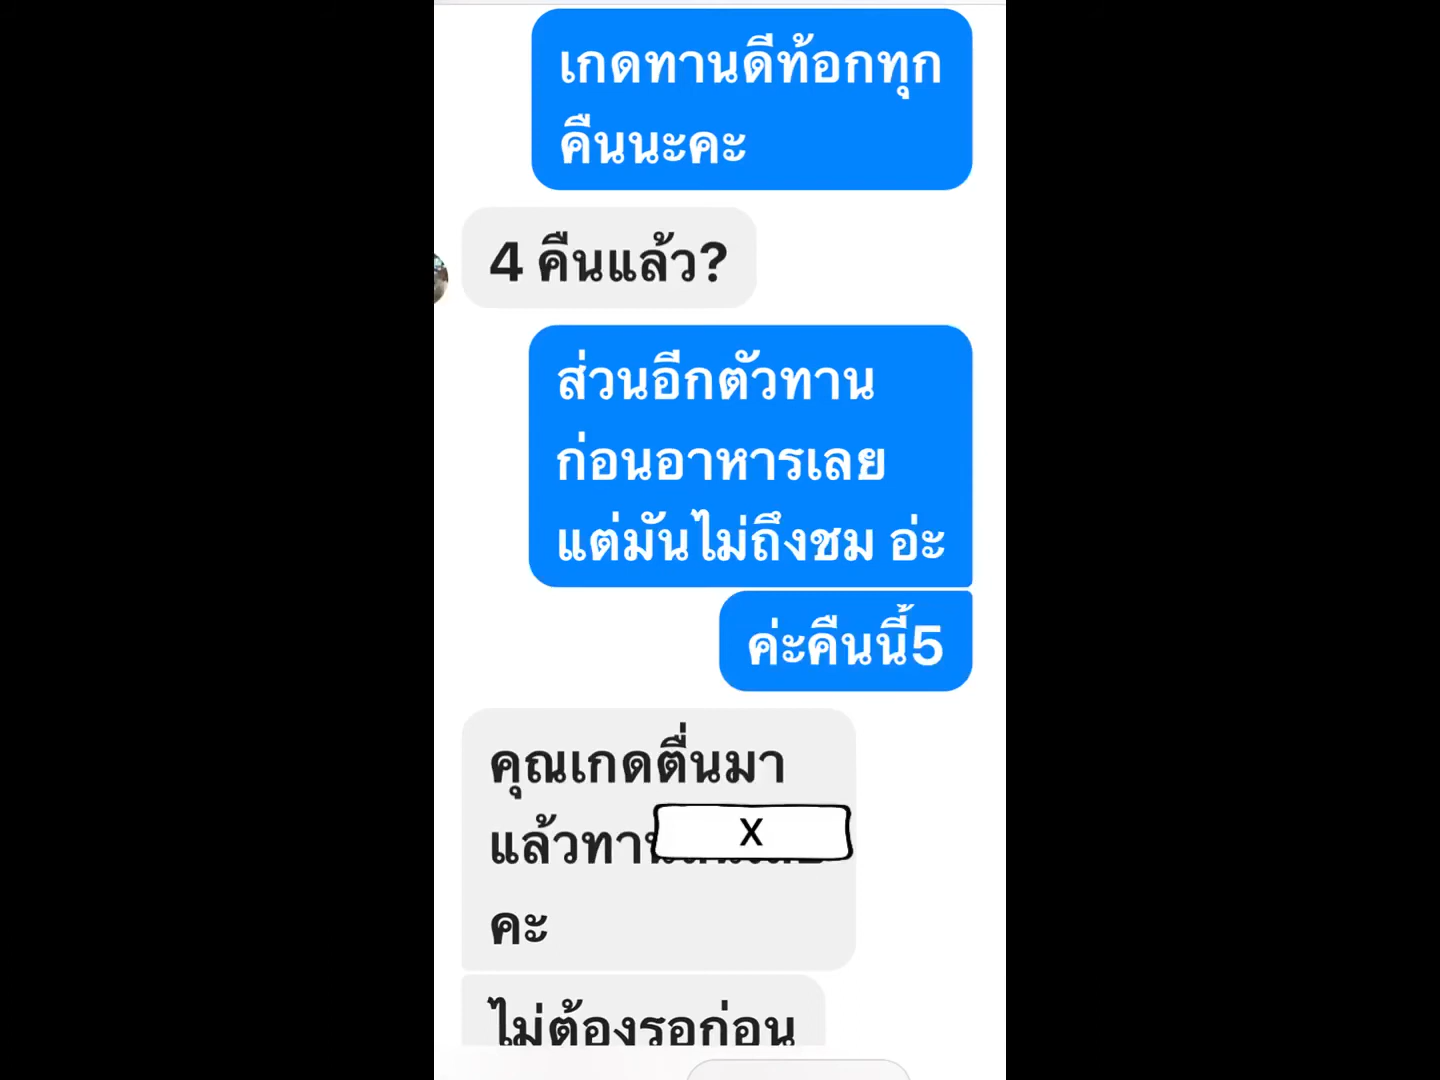 เกดทานดีท้อกทุก
คืนนะคะ
4 คืนแล้ว?
ส่วนอีกตัวทาน
ก่อนอาหารเลย
แต่มันไม่ถึงชม อ่ะ
ค่ะคืนนี้5
คุณเกดตื่นมา
แล้วทาน
X
คะ
ไม่ต้องรอก่อน